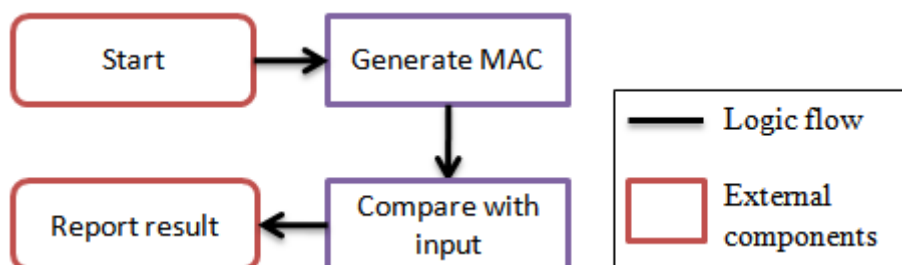 Start
Generate MAC
Compare with
input
Report result
Logic flow
External
components